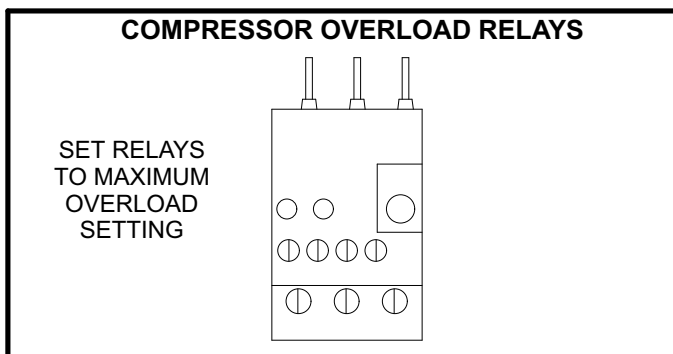 COMPRESSOR OVERLOAD RELAYS
SET RELAYS
TO MAXIMUM
OVERLOAD
SETTING